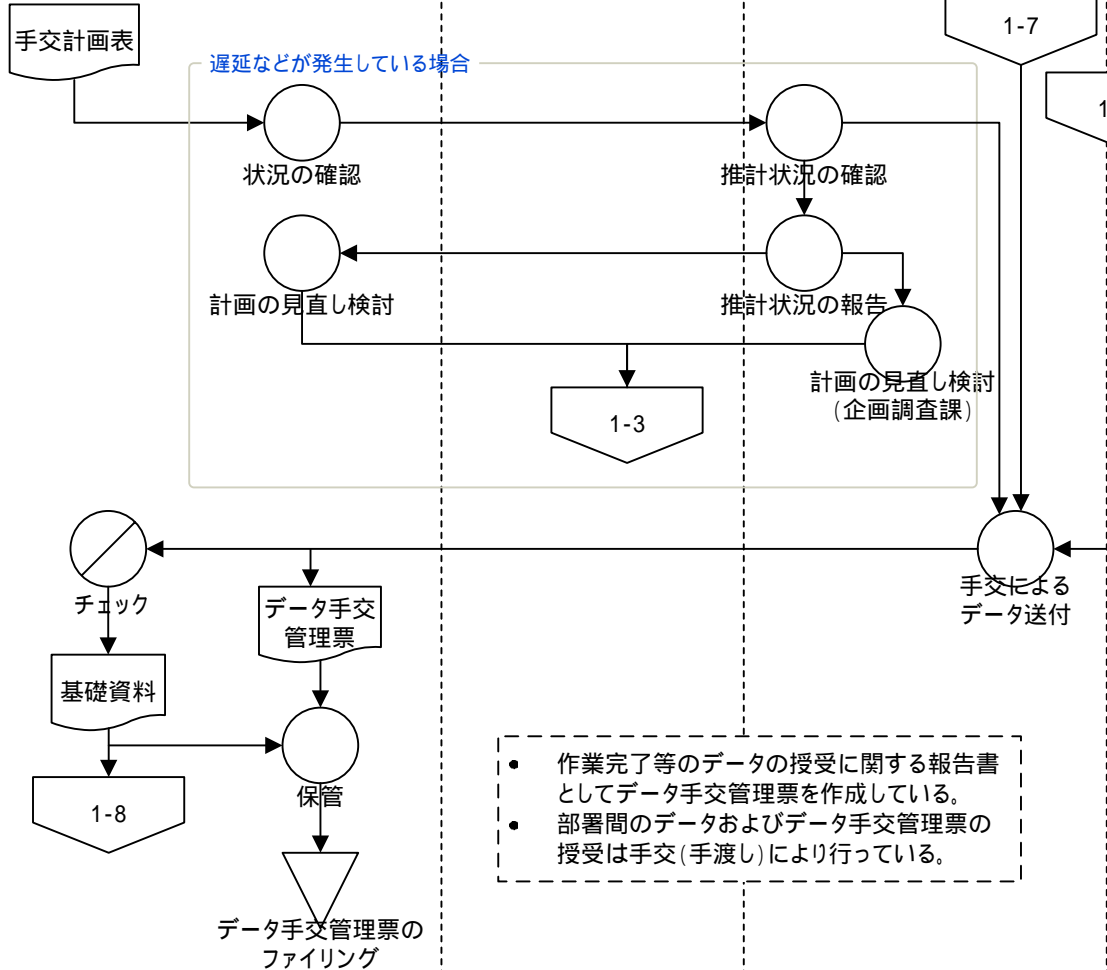 手交計画表
1-7
遅延などが発生している場合
1
状況の確認
推計状況の確認
計画の見直し検討
推計状況の報告
計画の見直し検討
(企画調査課)
1-3
チェック
データ手交
管理票
手交による
データ送付
基礎資料
保管
1-8
• 作業完了等のデータの授受に関する報告書
としてデータ手交管理票を作成している。
• 部署間のデータおよびデータ手交管理票の
授受は手交(手渡し)により行っている。
データ手交管理票の
ファイリング